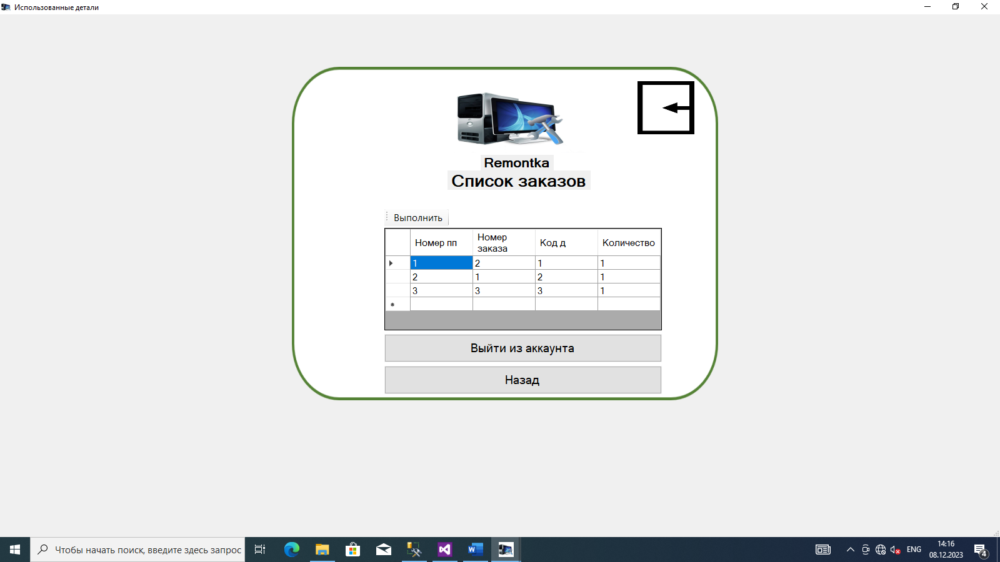 Использованные детали
Remontka
Список заказов
Выполнить
Номер пп Номер заказа Код д Количество
1 2 1 1
2 1 2 1
3 3 3 1
Выйти из аккаунта
Назад
Чтобы начать поиск, введите здесь запрос
ENG
14:16
08.12.2023
4